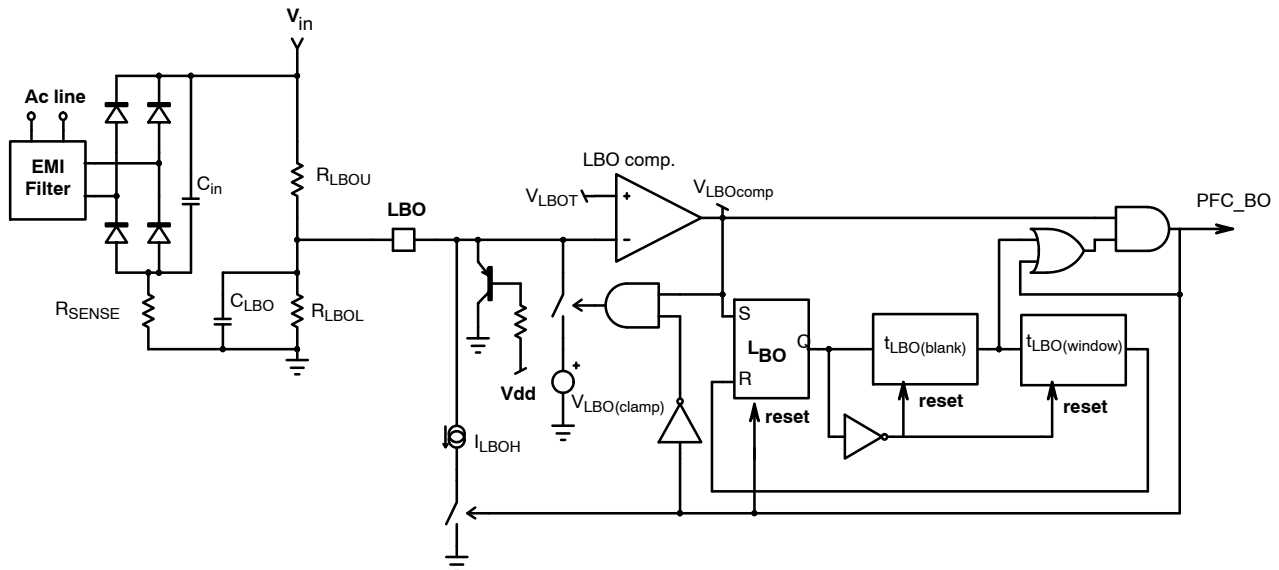 Vin
Ac line
EMI
Filter
Cin
RLBOU
LBO
CLBO
RLBOL
RSENSE
LBO comp.
VLBOT
+
-
VLBOcomp
PFC_BO
Vdd
+
VLBO(clamp)
ILBOH
S
LBO
Q
R
reset
tLBO(blank)
reset
tLBO(window)
reset